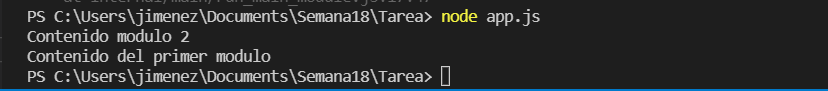 PS C:\Users\jimenez\Documents\Semana18\Tarea> node app.js
Contenido modulo 2
Contenido del primer modulo
PS C:\Users\jimenez\Documents\Semana18\Tarea>